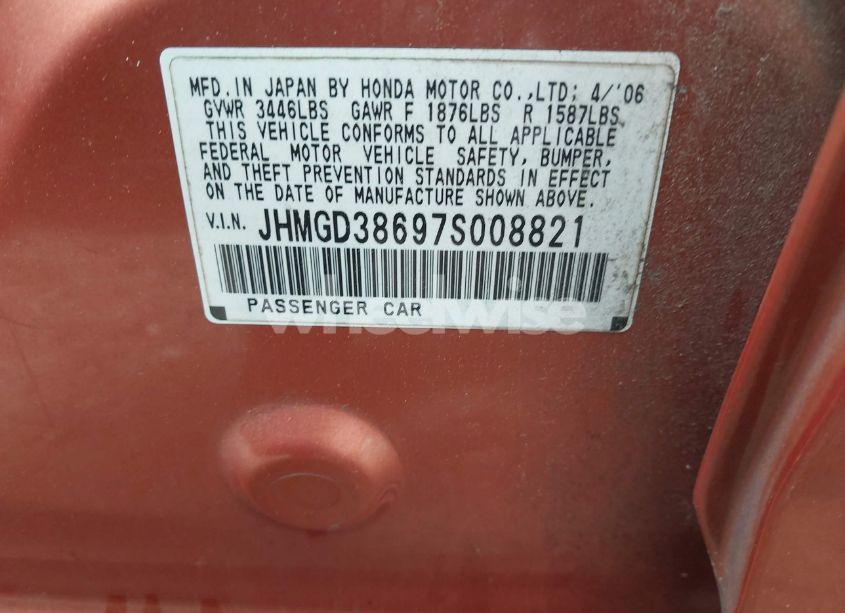 MFD. IN JAPAN BY HONDA MOTOR CO.,LTD; 4/'06
GVWR 3446LBS GAWR F 1876LBS R 1587LBS
THIS VEHICLE CONFORMS TO ALL APPLICABLE
FEDERAL MOTOR VEHICLE SAFETY, BUMPER,
AND THEFT PREVENTION STANDARDS IN EFFECT
ON THE DATE OF MANUFACTURE SHOWN ABOVE.
V.I.N. JHMGD38697S008821
PASSENGER CAR
wheelwise